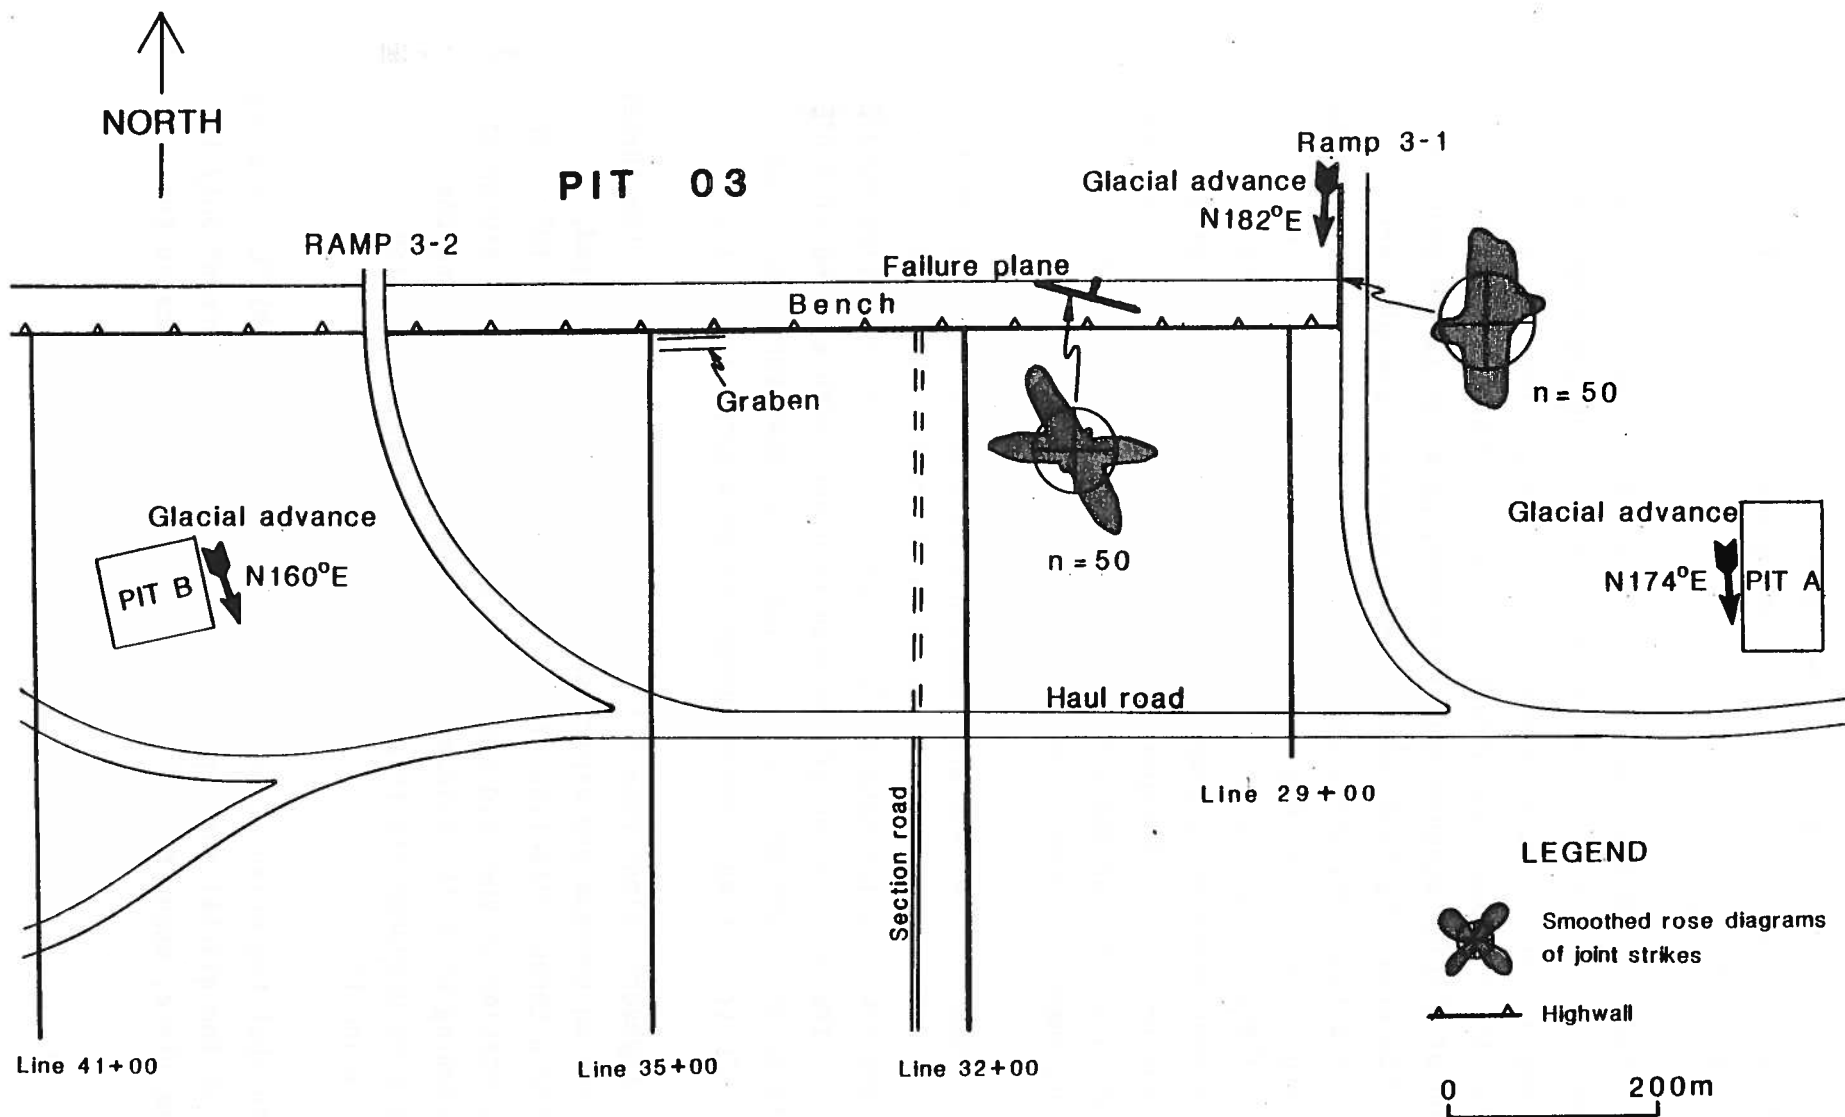 NORTH
PIT 03
Ramp 3-1
Glacial advance
N182°E
RAMP 3-2
Failure plane
Bench
Graben
n = 50
n = 50
Glacial advance
N160°E
PIT B
Glacial advance
N174°E
PIT A
Haul road
Line 29+00
Section road
LEGEND
Smoothed rose diagrams
of joint strikes
Highwall
Line 41+00
Line 35+00
Line 32+00
0 200m